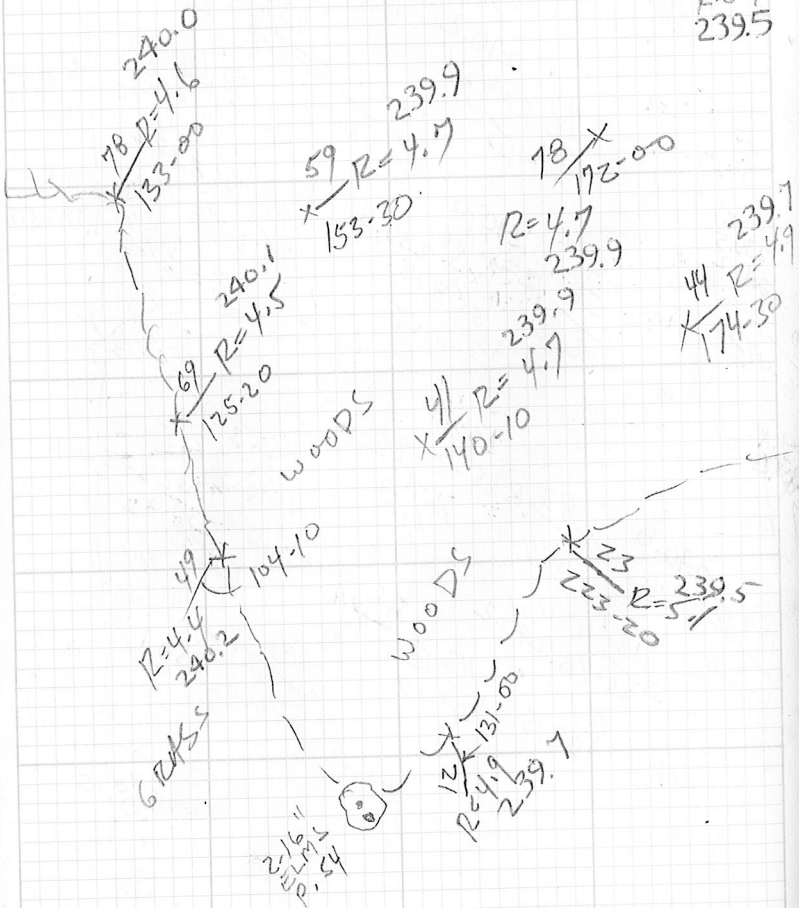 239.5
240.0
78 R=4.6
133-00
239.9
59 R=4.7
153-30
78
172-00
R=4.7
239.9
239.7
44 R=4.9
174-30
240.1
69 R=4.5
125-20
239.9
41 R=4.7
140-10
WOODS
49 104-10
R=4.4
240.2
WOODS
23
223-20
239.5
R=5.1
GRASS
131-00
12
R=4.9
239.7
2-16"
ELMS
P.54